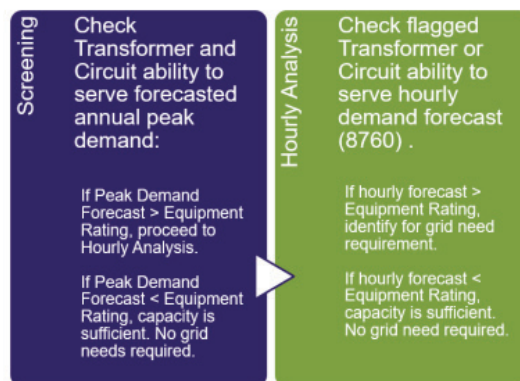 Screening
Check
Transformer and
Circuit ability to
serve forecasted
annual peak
demand:
If Peak Demand
Forecast > Equipment
Rating, proceed to
Hourly Analysis.
If Peak Demand
Forecast < Equipment
Rating, capacity is
sufficient. No grid
needs required.
Hourly Analysis
Check flagged
Transformer or
Circuit ability to
serve hourly
demand forecast
(8760) .
If hourly forecast >
Equipment Rating,
identify for grid need
requirement.
If hourly forecast <
Equipment Rating,
capacity is sufficient.
No grid need required.